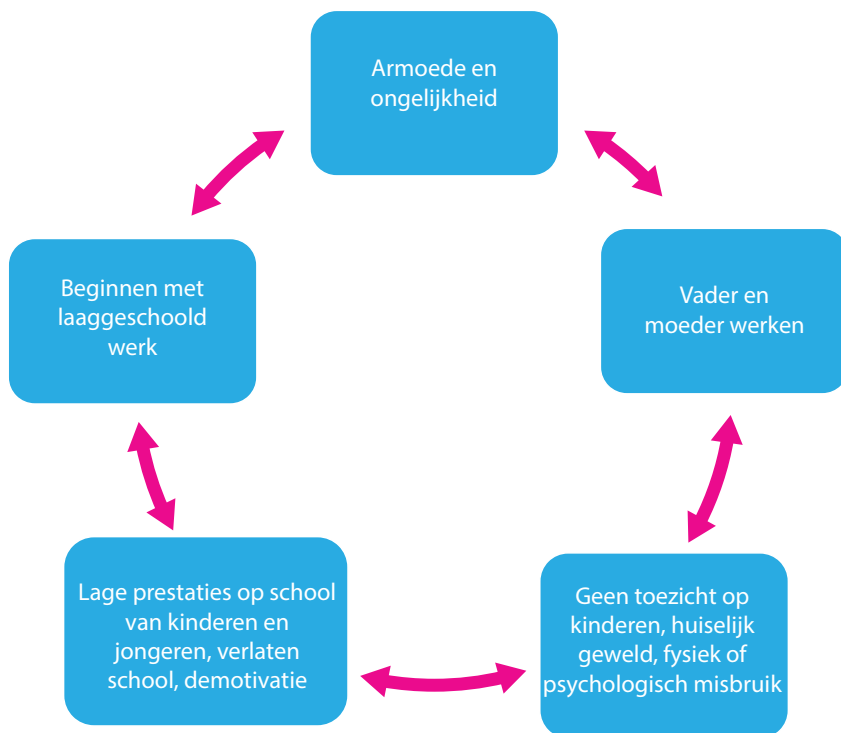 Armoede en
ongelijkheid
Vader en
moeder werken
Geen toezicht op
kinderen, huiselijk
geweld, fysiek of
psychologisch misbruik
Lage prestaties op school
van kinderen en
jongeren, verlaten
school, demotivatie
Beginnen met
laaggeschoold
werk